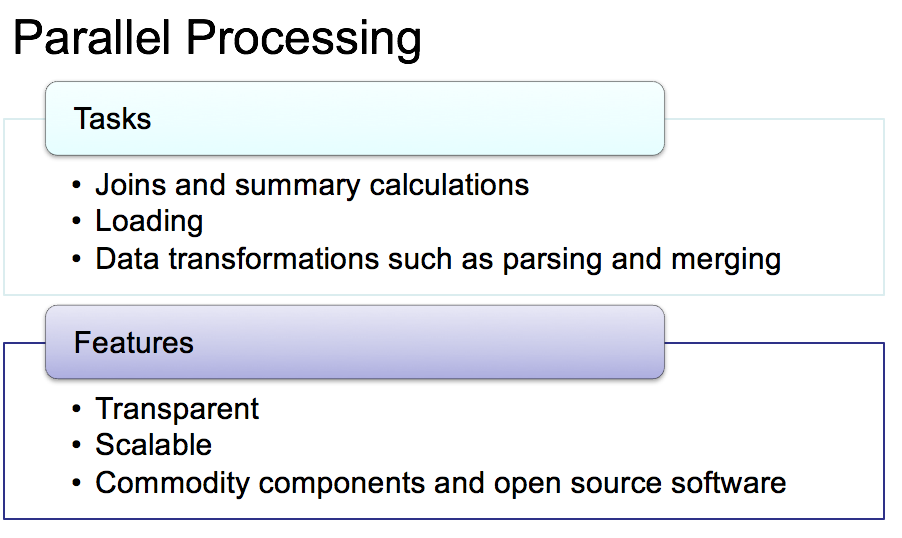 Parallel Processing
Tasks
• Joins and summary calculations
• Loading
• Data transformations such as parsing and merging
Features
• Transparent
• Scalable
• Commodity components and open source software